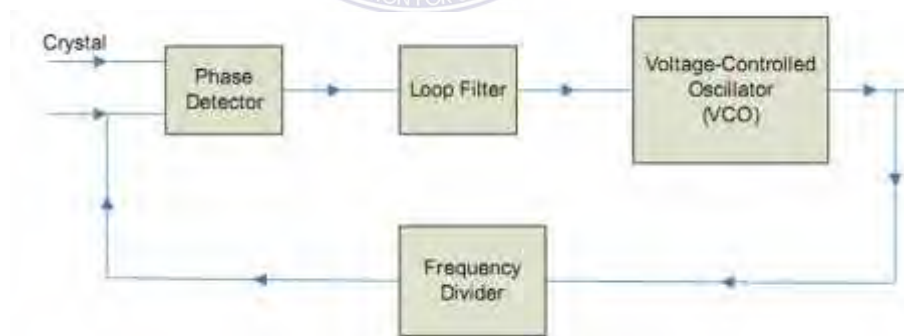 Crystal
Phase
Detector
Loop Filter
Voltage-Controlled
Oscillator
(VCO)
Frequency
Divider